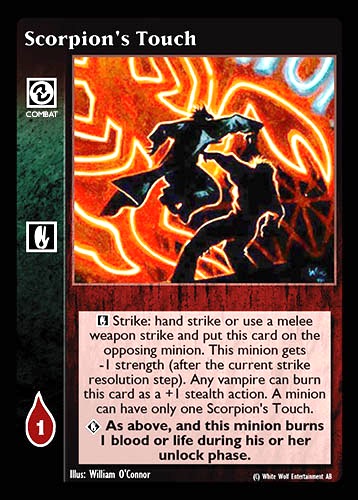 Scorpion's Touch
COMBAT
Strike: hand strike or use a melee
weapon strike and put this card on the
opposing minion. This minion gets
-1 strength (after the current strike
resolution step). Any vampire can burn
this card as a +1 stealth action. A minion
can have only one Scorpion's Touch.
As above, and this minion burns
1 blood or life during his or her
unlock phase.
1
Illus: William O'Connor
(C) White Wolf Entertainment AB